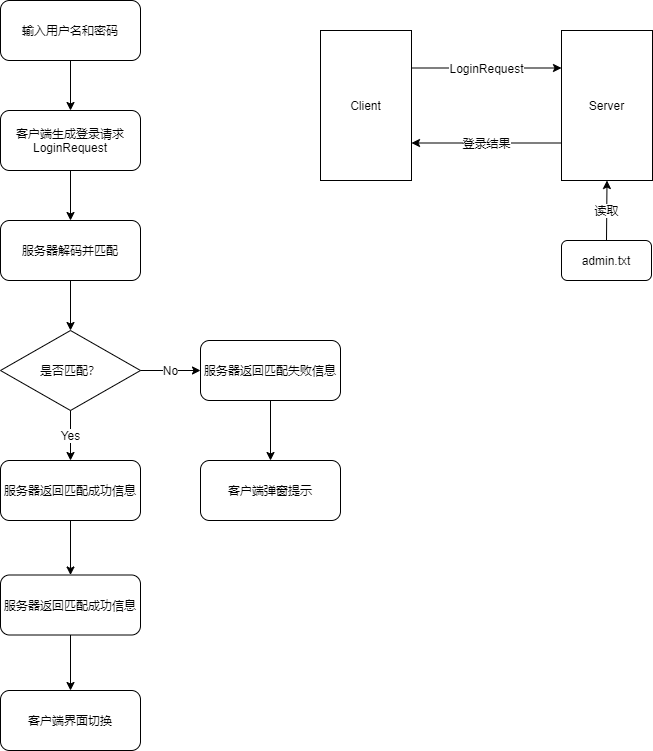 输入用户名和密码
客户端生成登录请求
LoginRequest
服务器解码并匹配
是否匹配?
No
服务器返回匹配失败信息
Yes
客户端弹窗提示
服务器返回匹配成功信息
服务器返回匹配成功信息
客户端界面切换
Client
LoginRequest
Server
登录结果
读取
admin.txt